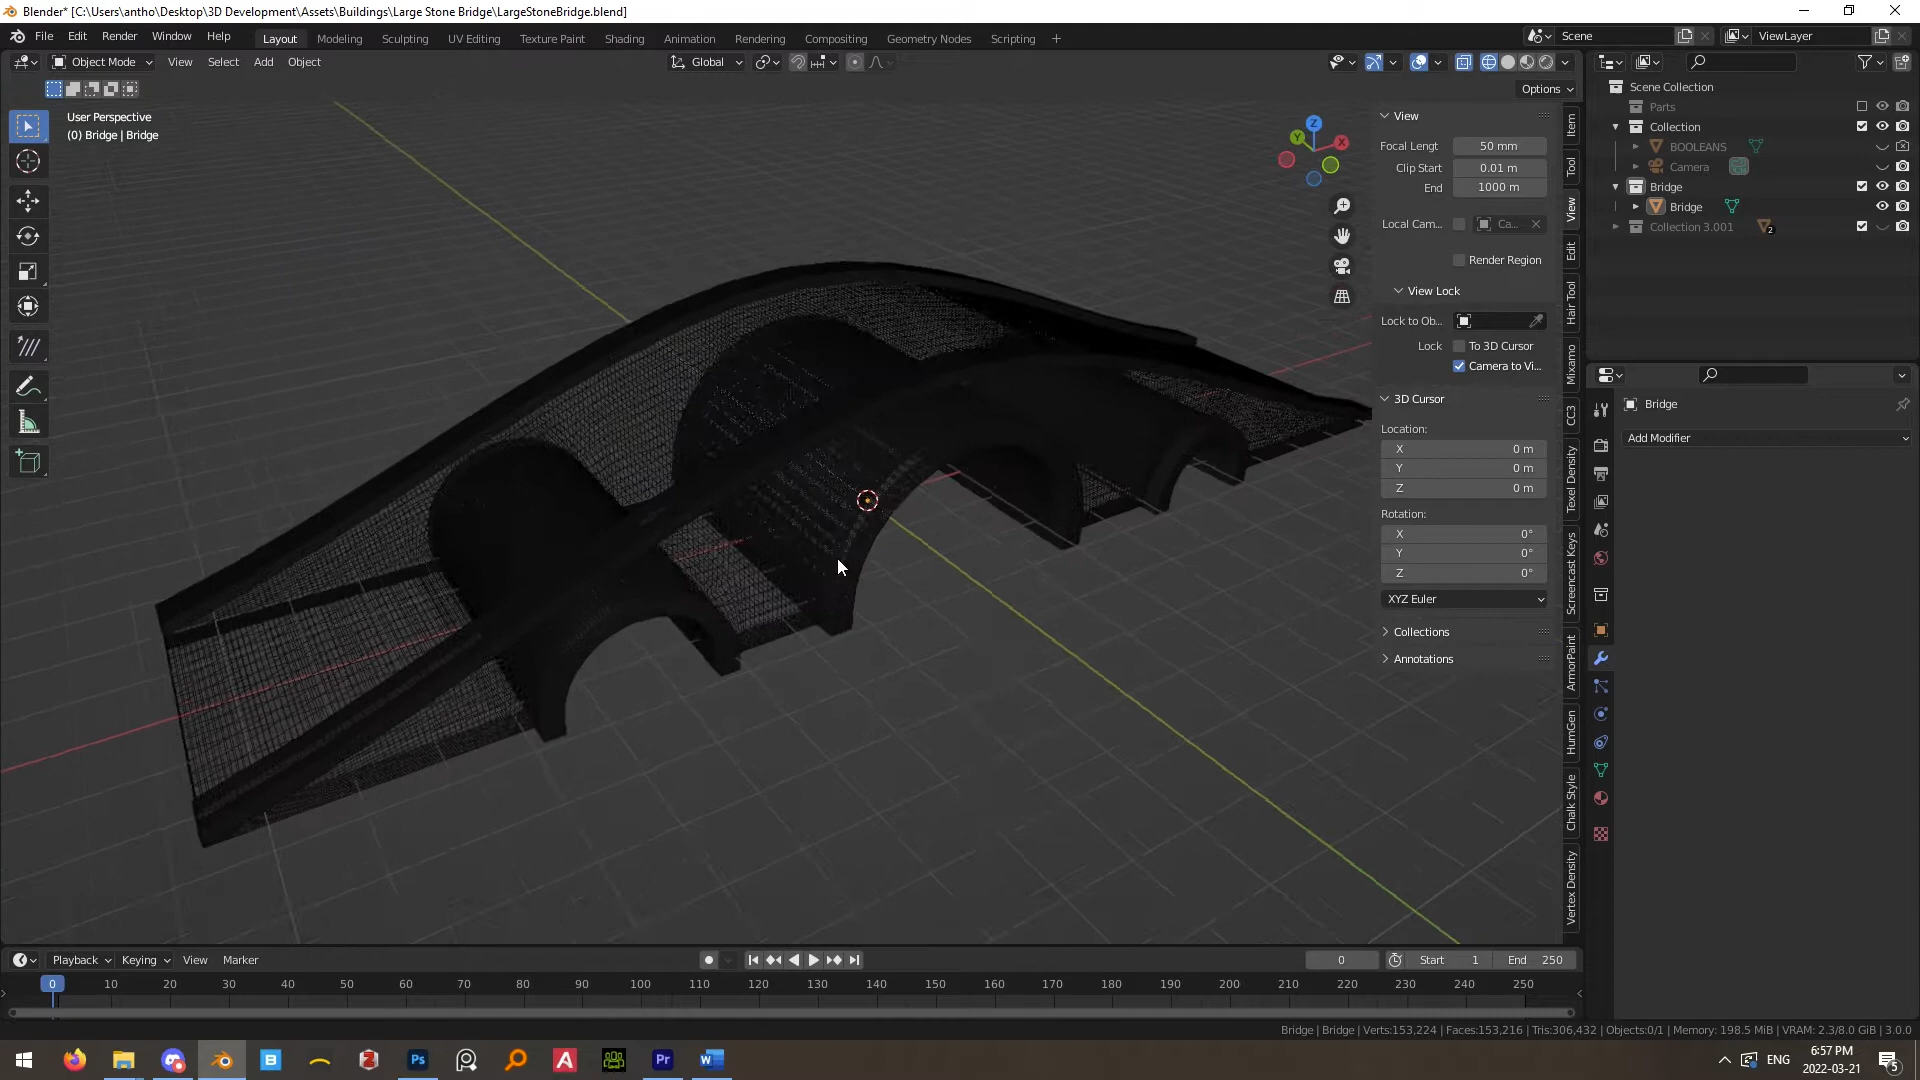 Blender* [C:\Users\antho\Desktop\3D Development\Assets\Buildings\Large Stone Bridge\LargeStoneBridge.blend]
File Edit Render Window Help Layout Modeling Sculpting UV Editing Texture Paint Shading Animation Rendering Compositing Geometry Nodes Scripting + Scene ViewLayer
Object Mode View Select Add Object Global
Options
User Perspective
(0) Bridge | Bridge
Z
Y
X
View
Focal Lengt 50 mm
Clip Start 0.01 m
End 1000 m
Local Cam... Ca...
Render Region
View Lock
Lock to Ob...
Lock To 3D Cursor
Camera to Vi...
3D Cursor
Location:
X 0 m
Y 0 m
Z 0 m
Rotation:
X 0°
Y 0°
Z 0°
XYZ Euler
Collections
Annotations
Item
Tool
View
Edit
Hair Tool
Mixamo
CC3
Texel Density
Screencast Keys
ArmorPaint
HumGen
Chalk Style
Vertex Density
Scene Collection
Parts
Collection
BOOLEANS
Camera
Bridge
Bridge
Collection 3.001 2
Bridge
Add Modifier
Playback Keying View Marker 0 Start 1 End 250
0 10 20 30 40 50 60 70 80 90 100 110 120 130 140 150 160 170 180 190 200 210 220 230 240 250
Bridge | Bridge | Verts:153,224 | Faces:153,216 | Tris:306,432 | Objects:0/1 | Memory: 198.5 MiB | VRAM: 2.3/8.0 GiB | 3.0.0
Ps Pr ENG 6:57 PM
2022-03-21 5